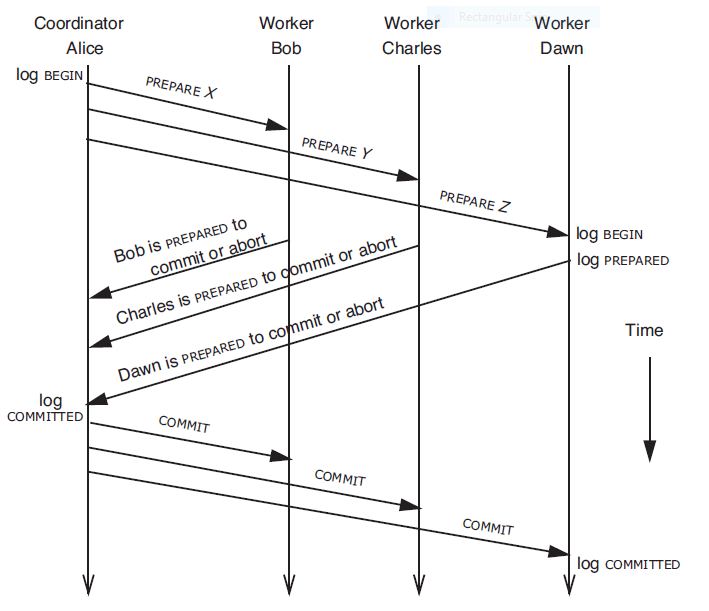 Coordinator
Alice
Worker
Bob
Worker
Charles
Worker
Dawn
log BEGIN
PREPARE X
PREPARE Y
PREPARE Z
log BEGIN
log PREPARED
Bob is PREPARED to
commit or abort
Charles is PREPARED to commit or abort
Dawn is PREPARED to commit or abort
Time
log
COMMITTED
COMMIT
COMMIT
COMMIT
log COMMITTED